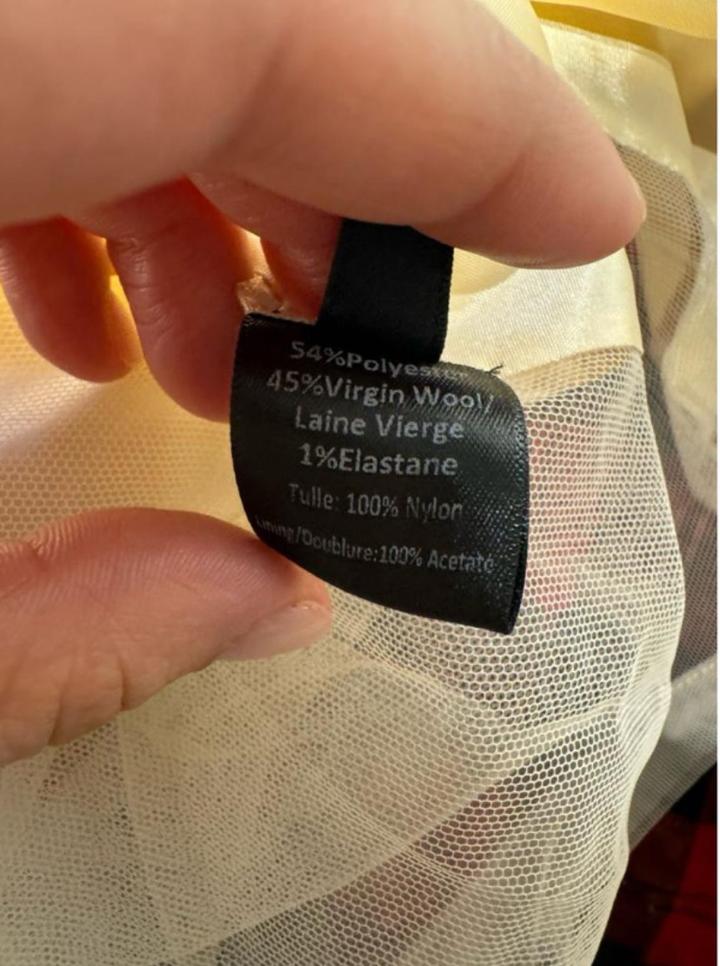 54%Polyester
45%Virgin Wool/
Laine Vierge
1%Elastane
Tulle: 100% Nylon
Lining/Doublure:100% Acetate